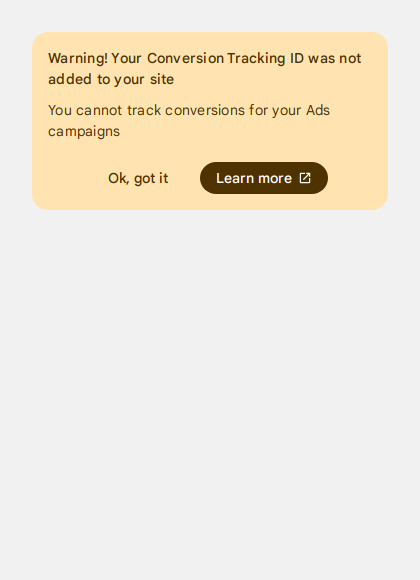 Warning! Your Conversion Tracking ID was not
added to your site
You cannot track conversions for your Ads
campaigns
Ok, got it
Learn more